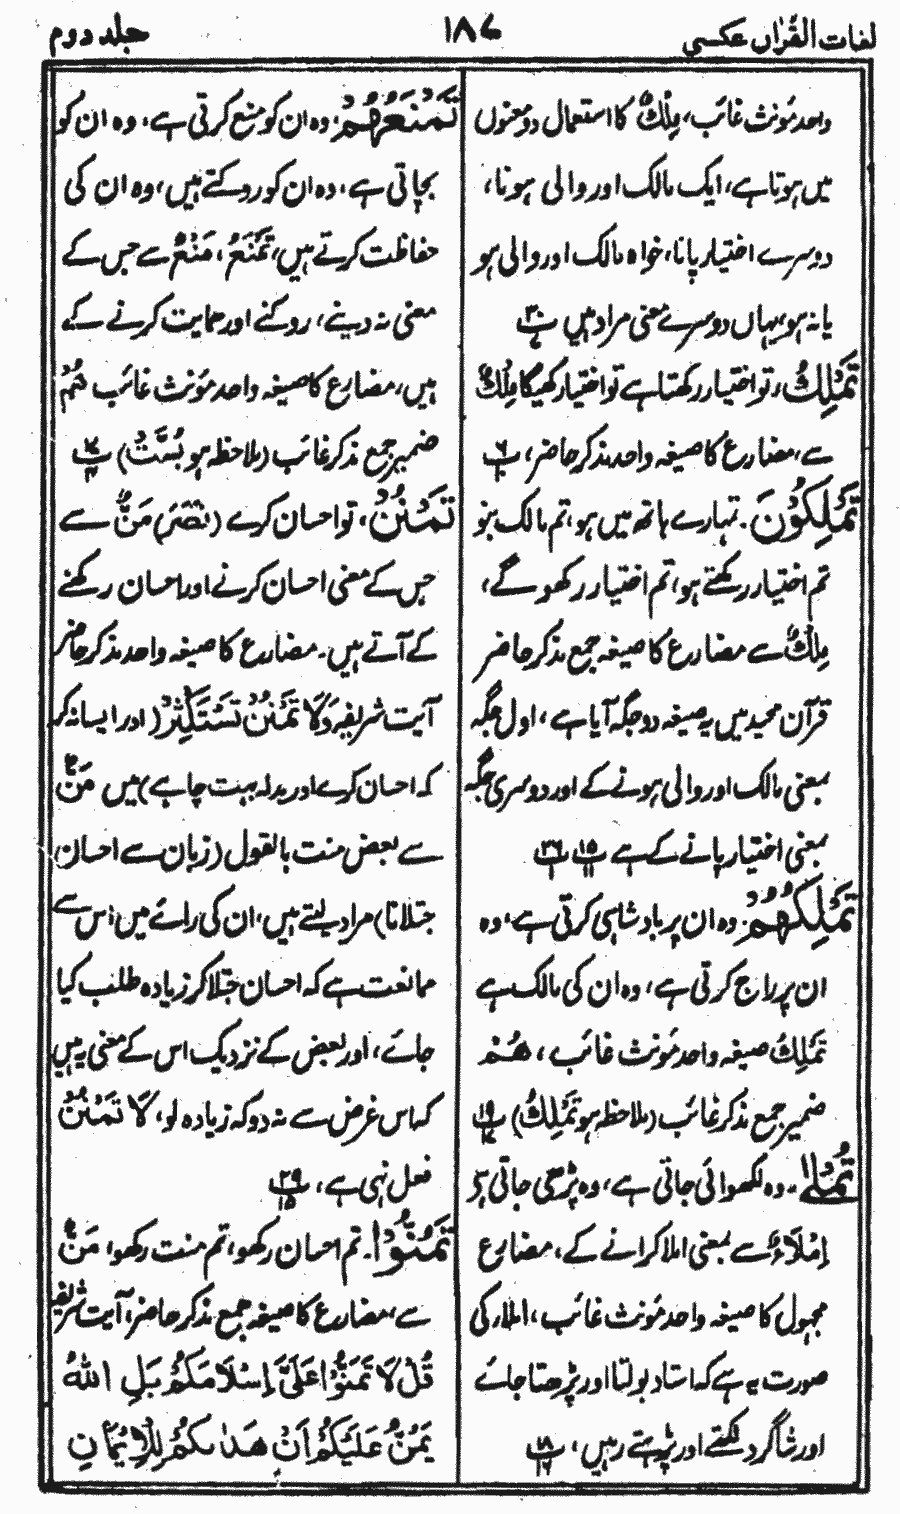 لغات القرآن عکسی
۱۸۷
جلد دوم
واحد مؤنث غائب، مِلْكٌ کا استعمال دو معنوں
میں ہوتا ہے، ایک مالک اور والی ہونا،
دوسرے اختیار پانا، خواہ مالک اور والی ہو
یا نہ ہو، یہاں دوسرے معنی مراد ہیں
تَمْلِكُ، تو اختیار رکھتا ہے تو اختیار رکھیگا مِلْكٌ
سے، مضارع کا صیغہ واحد مذکر حاضر،
تَمْلِكُوْنَ۔ تمہارے ہاتھ میں ہو، تم مالک بنو
تم اختیار رکھتے ہو، تم اختیار رکھو گے،
مِلْكٌ سے مضارع کا صیغہ جمع مذکر حاضر
قرآن مجید میں یہ صیغہ دو جگہ آیا ہے، اول جگہ
بمعنی مالک اور والی ہونے کے اور دوسری جگہ
بمعنی اختیار پانے کے ہے ۱۵ ۲۶
تَمْلِكُهُمْ۔ وہ ان پر بادشاہی کرتی ہے، وہ
ان پر راج کرتی ہے، وہ ان کی مالک ہے
تَمْلِكُ صیغہ واحد مؤنث غائب، هُمْ
ضمیر جمع مذکر غائب (ملاحظہ ہو تَمْلِكُ) ۱۹
تُمْلٰى۔ وہ لکھوائی جاتی ہے، وہ پڑھی جاتی ہے
اِمْلَاءٌ سے بمعنی املا کرانے کے، مضارع
مجہول کا صیغہ واحد مؤنث غائب، املاء کی
صورت یہ ہے کہ استاد بولتا اور پڑھتا جائے
اور شاگرد لکھتے اور پڑھتے رہیں، ۱۸
تَمْنَعُهُمْ، وہ ان کو منع کرتی ہے، وہ ان کو
بچاتی ہے، وہ ان کو روکتے ہیں، وہ ان کی
حفاظت کرتے ہیں، تَمْنَعُ، مَنْعٌ سے جس کے
معنی نہ دینے، روکنے اور حمایت کرنے کے
ہیں، مضارع کا صیغہ واحد مؤنث غائب هُمْ
ضمیر جمع مذکر غائب (ملاحظہ ہو بُسَّتْ)
تَمْنُنْ، تو احسان کرے (نَصَرَ) مَنٌّ سے
جس کے معنی احسان کرنے اور احسان رکھنے
کے آتے ہیں۔ مضارع کا صیغہ واحد مذکر حاضر
آیت شریفہ وَلَا تَمْنُنْ تَسْتَكْثِرُ (اور ایسا نہ کر
کہ احسان کرے اور بدلہ بہت چاہے) میں مَنٌّ
سے بعض منت بالقول (زبان سے احسان
جتلانا) مراد لیتے ہیں، ان کی رائے میں اس سے
ممانعت ہے کہ احسان جتلا کر زیادہ طلب کیا
جائے، اور بعض کے نزدیک اس کے معنی یہ ہیں
کہ اس غرض سے نہ دو کہ زیادہ لو، لَا تَمْنُنْ
فعل نہی ہے، ۲۹ ۱۵
تَمُنُّوْا۔ تم احسان رکھو، تم منت رکھو، مَنٌّ
سے، مضارع کا صیغہ جمع مذکر حاضر، آیت شریفہ
قُلْ لَا تَمُنُّوْا عَلَيَّ اِسْلَامَكُمْ بَلِ اللّٰهُ
يَمُنُّ عَلَيْكُمْ اَنْ هَدٰىكُمْ لِلْاِيْمَانِ